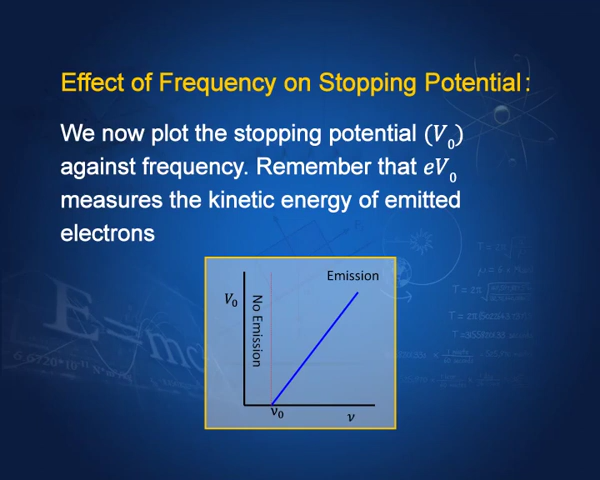 Effect of Frequency on Stopping Potential:
We now plot the stopping potential (V₀)
against frequency. Remember that eV₀
measures the kinetic energy of emitted
electrons
Emission
V₀
No Emission
ν₀
ν
E=mc